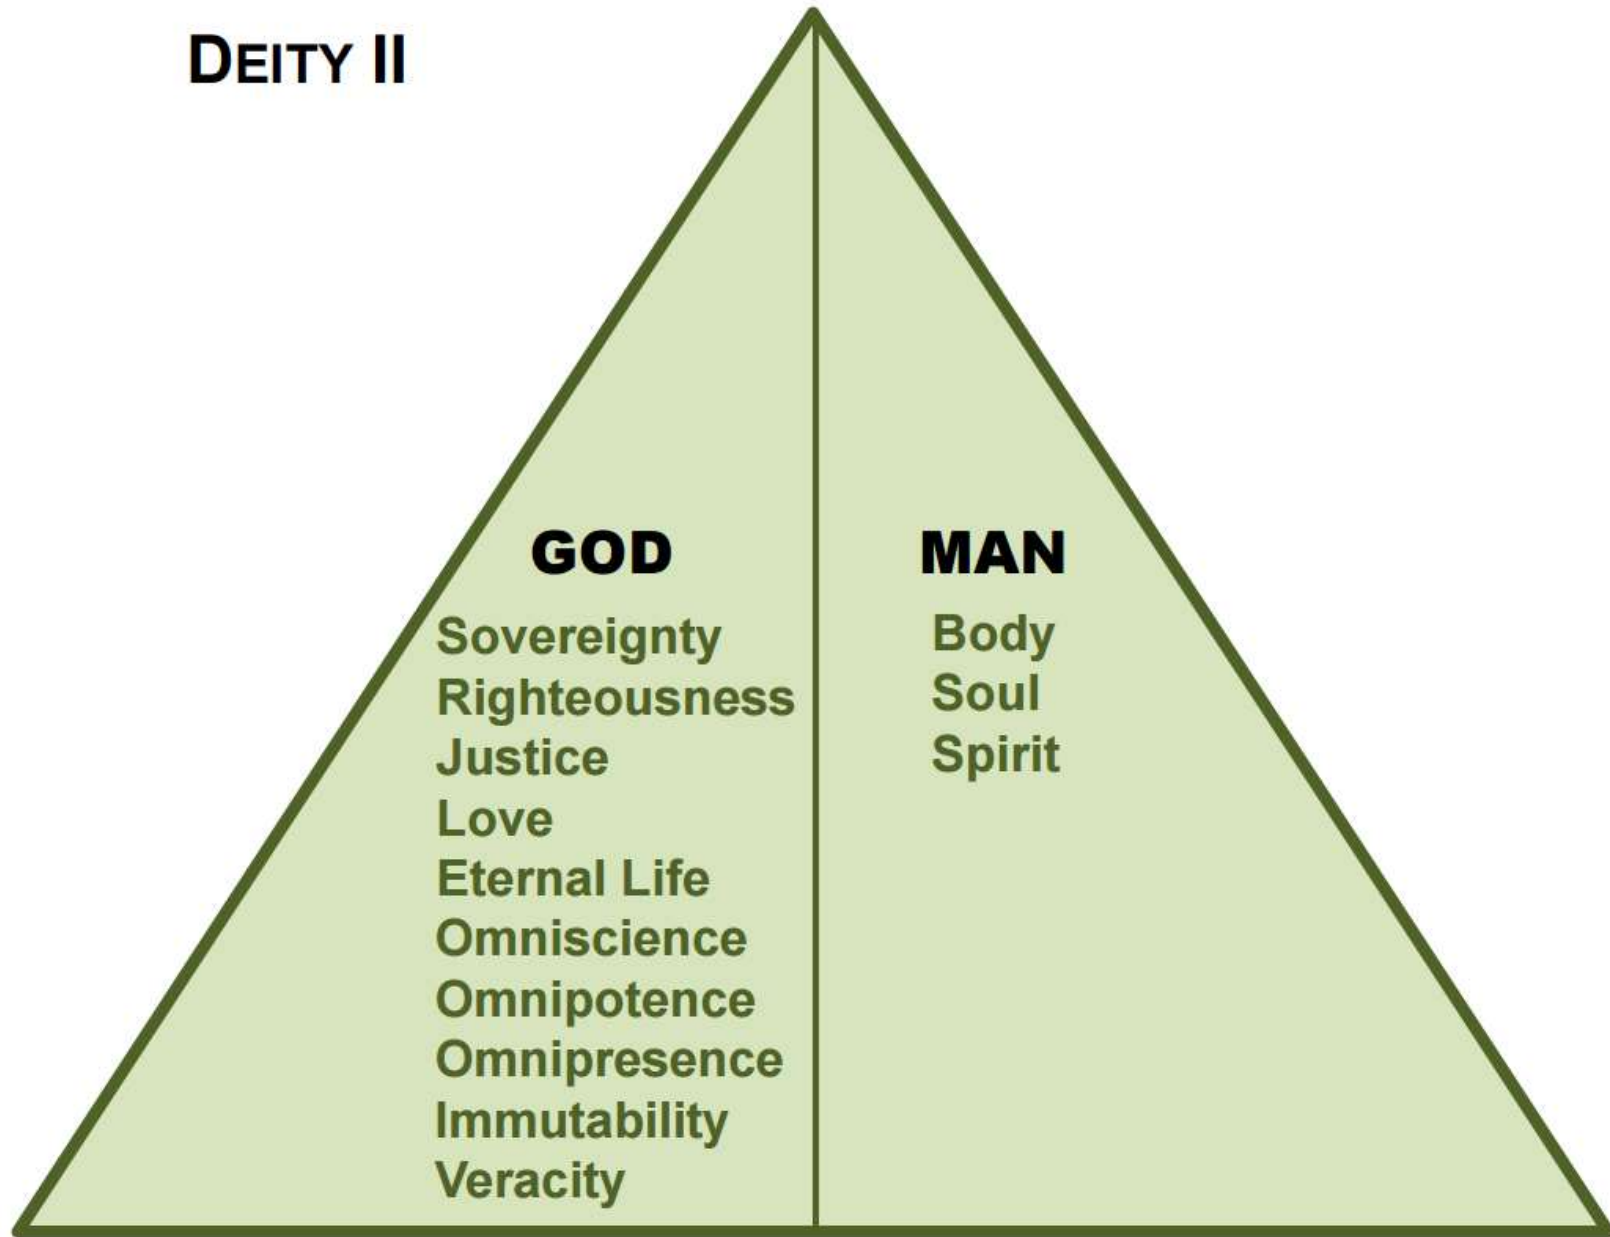 DEITY II
GOD
Sovereignty
Righteousness
Justice
Love
Eternal Life
Omniscience
Omnipotence
Omnipresence
Immutability
Veracity
MAN
Body
Soul
Spirit